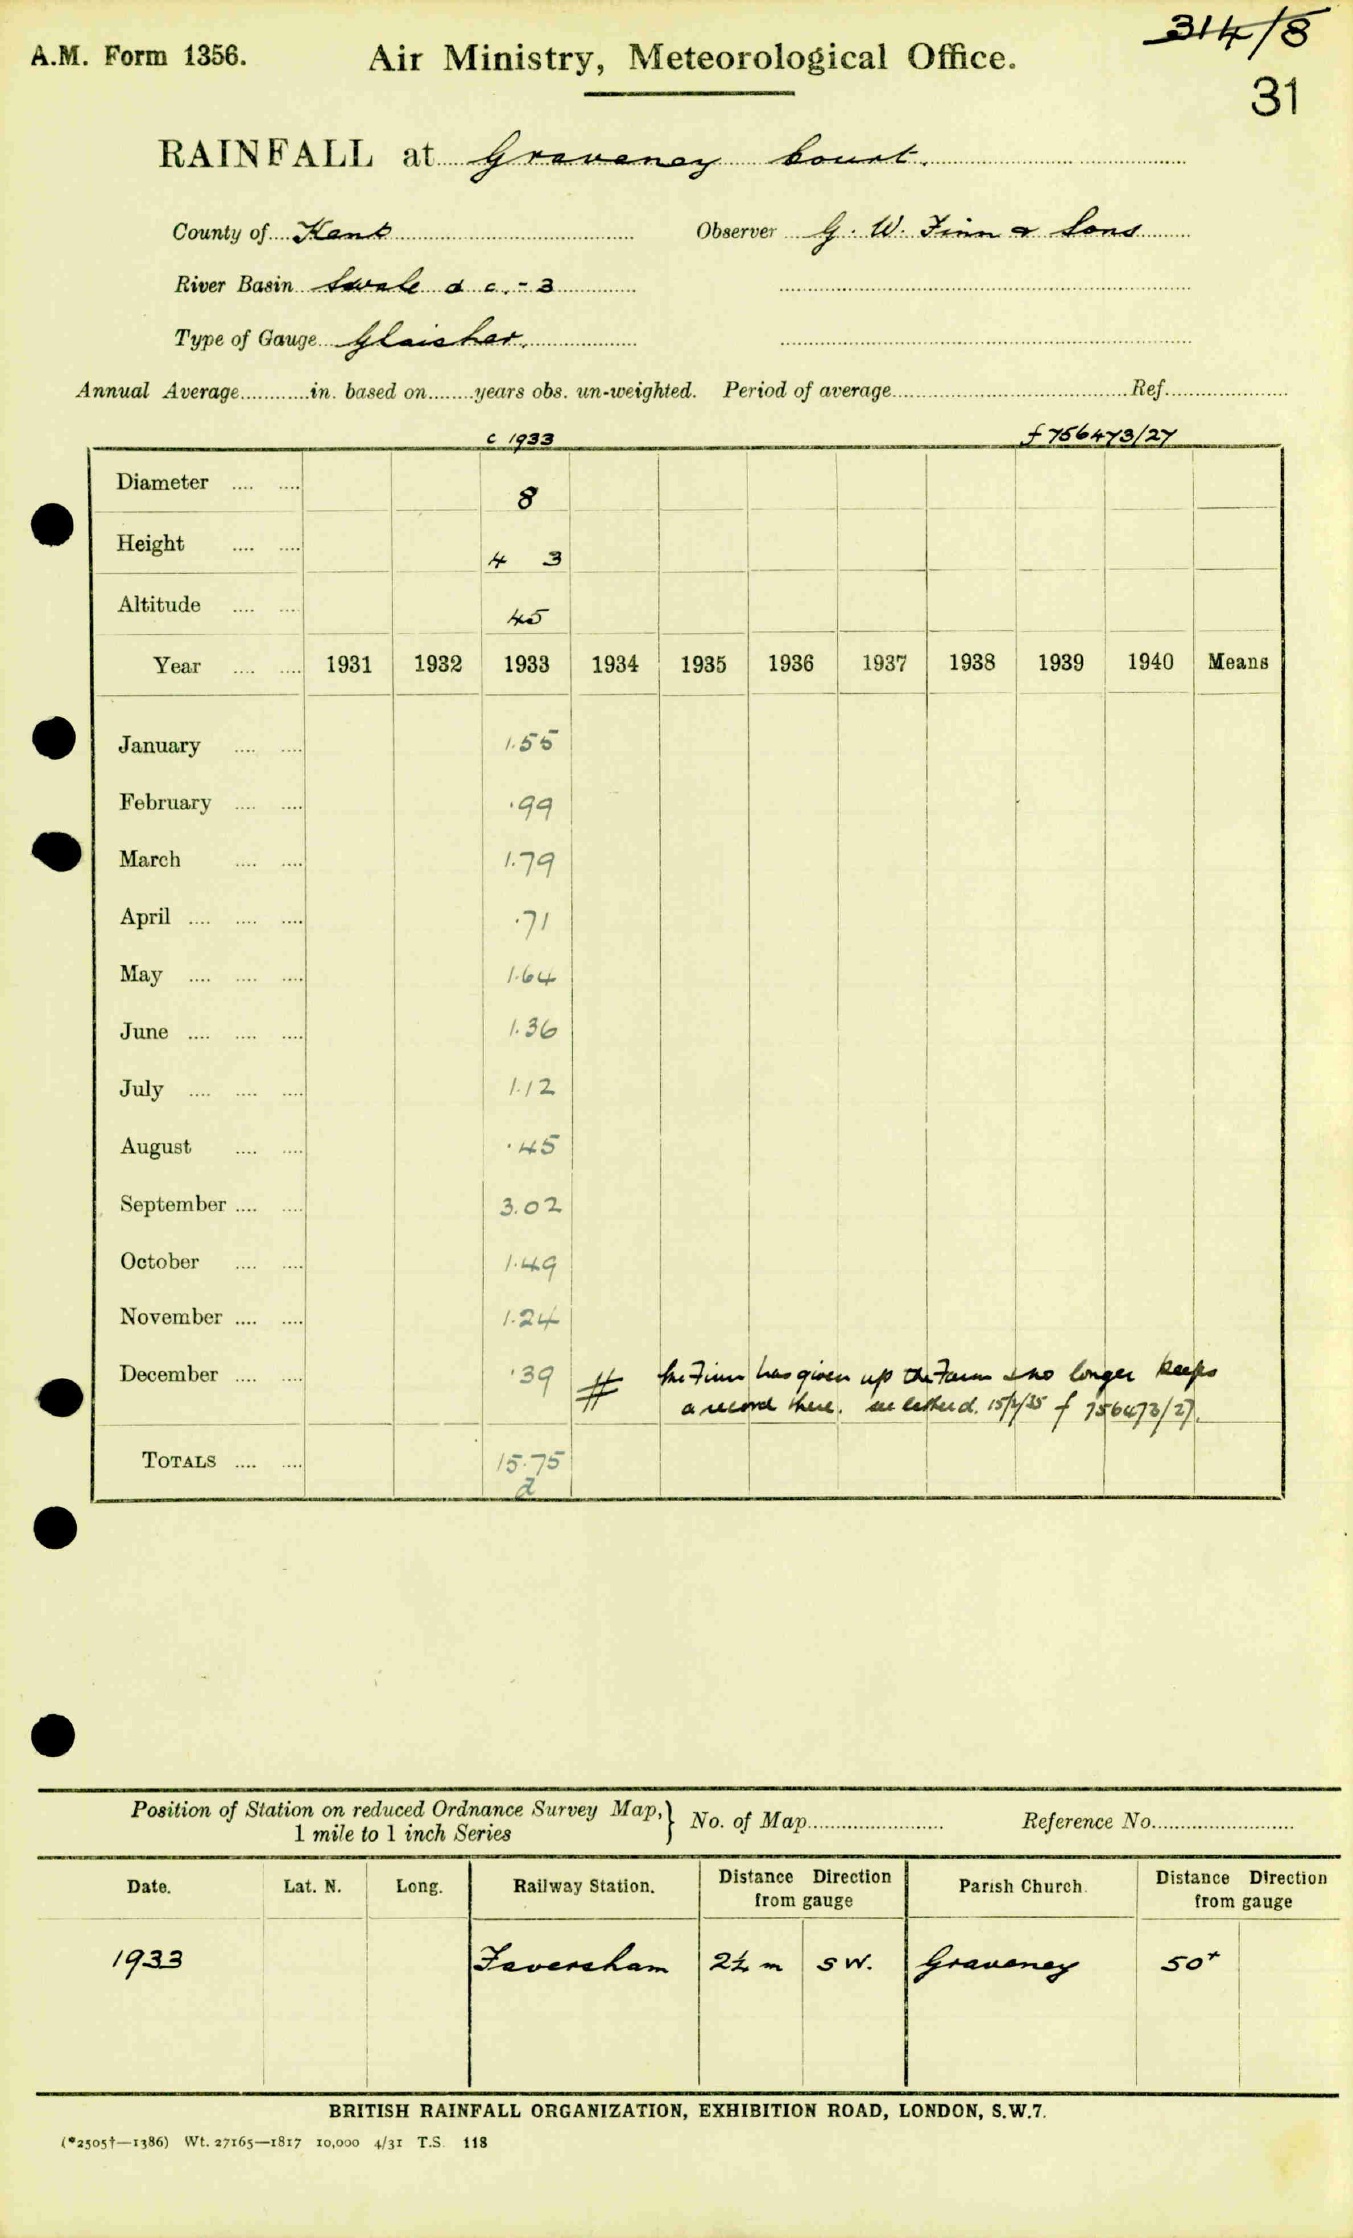 314/8
A.M. Form 1356. Air Ministry, Meteorological Office.
31
RAINFALL at Graveney Court.
County of Kent Observer G. W. Finn & Sons
River Basin Swale d c. - 3
Type of Gauge Glaisher.
Annual Average............in. based on........years obs. un-weighted. Period of average............Ref............
c 1933 f 756473/27
Diameter .... .... 8
Height .... .... 4 3
Altitude .... .... 45
Year .... .... 1931 1932 1933 1934 1935 1936 1937 1938 1939 1940 Means
January .... .... 1.55
February .... .... .99
March .... .... 1.79
April .... .... .... .71
May .... .... .... 1.64
June .... .... .... 1.36
July .... .... .... 1.12
August .... .... .45
September .... .... 3.02
October .... .... 1.49
November .... .... 1.24
December .... .... .39 # Mr Finn has given up the Farm & no longer keeps
a record there. see letter d. 15/2/35 f 756473/27.
TOTALS .... .... 15.75
d
Position of Station on reduced Ordnance Survey Map, } No. of Map............ Reference No............
1 mile to 1 inch Series
Date. Lat. N. Long. Railway Station. Distance Direction from gauge Parish Church. Distance Direction from gauge
1933 Faversham 2¼ m SW. Graveney 50+
BRITISH RAINFALL ORGANIZATION, EXHIBITION ROAD, LONDON, S.W.7.
(*2505†—1386) Wt. 27165—1817 10,000 4/31 T.S. 118